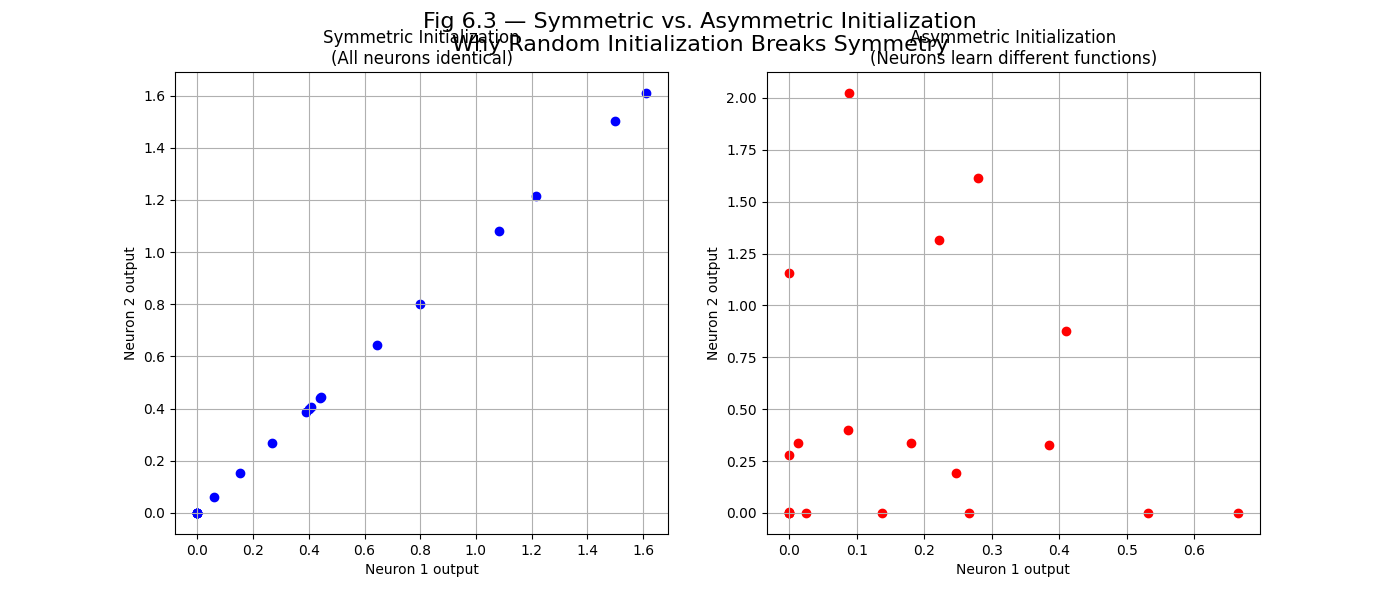 Fig 6.3 — Symmetric vs. Asymmetric Initialization
Why Random Initialization Breaks Symmetry
Symmetric Initialization
(All neurons identical)
1.6
1.4
1.2
1.0
0.8
0.6
0.4
0.2
0.0
Neuron 2 output
0.0 0.2 0.4 0.6 0.8 1.0 1.2 1.4 1.6
Neuron 1 output
Asymmetric Initialization
(Neurons learn different functions)
2.00
1.75
1.50
1.25
1.00
0.75
0.50
0.25
0.00
Neuron 2 output
0.0 0.1 0.2 0.3 0.4 0.5 0.6
Neuron 1 output